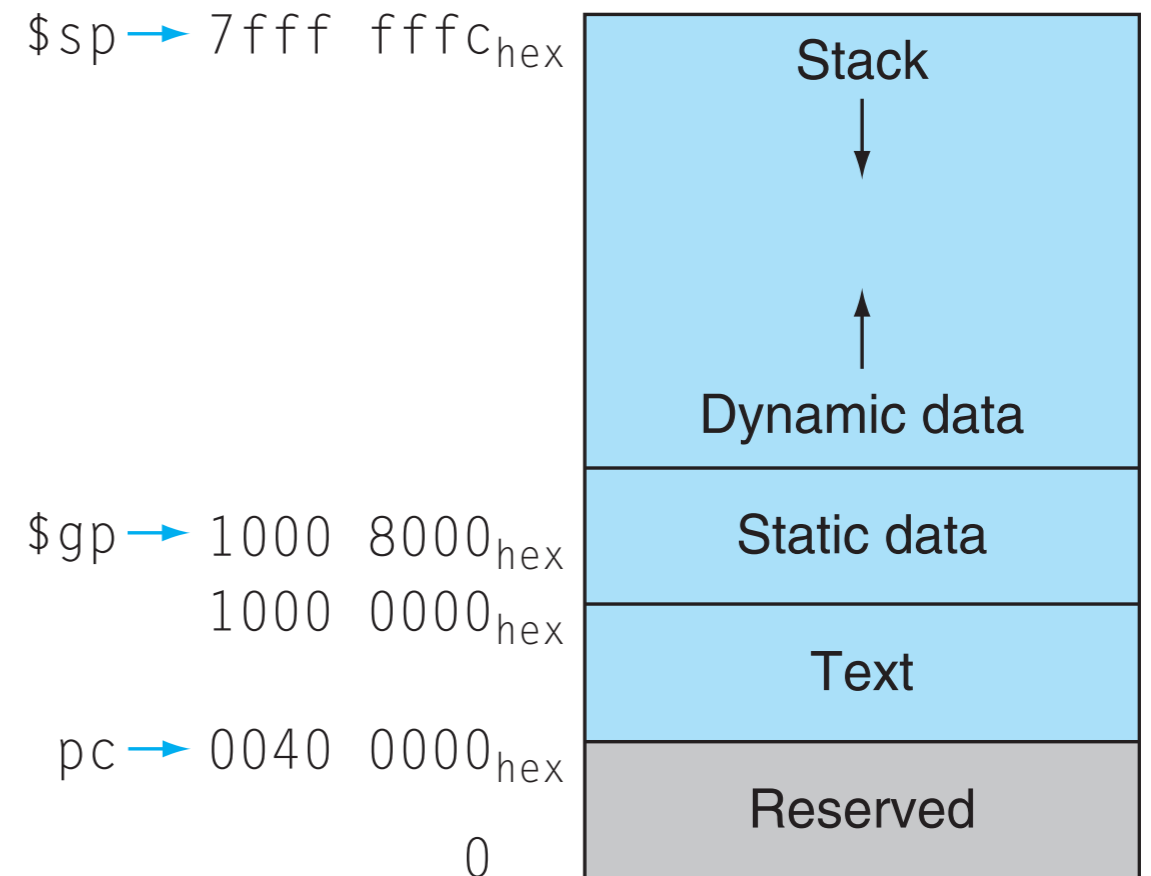 $sp → 7fff fffc hex
Stack
Dynamic data
$gp → 1000 8000 hex
Static data
1000 0000 hex
Text
pc → 0040 0000 hex
Reserved
0